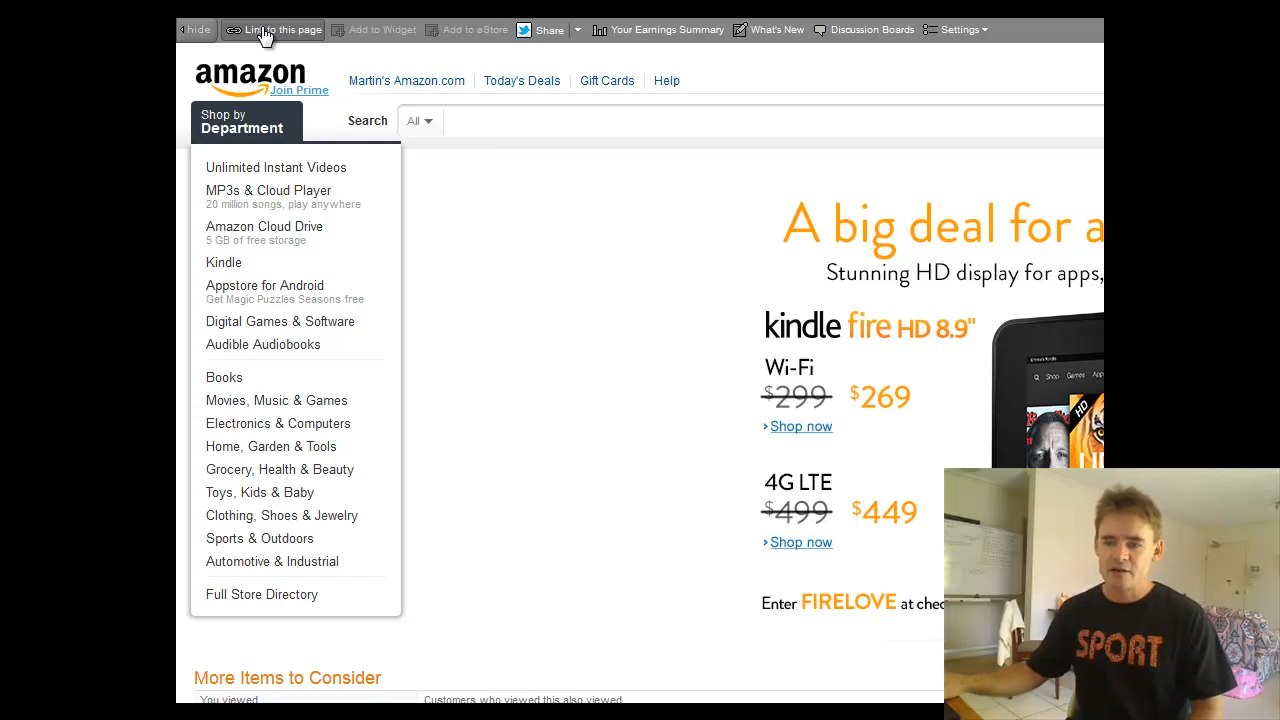 hide Link to this page Add to Widget Add to aStore Share Your Earnings Summary What's New Discussion Boards Settings
amazon
Join Prime
Martin's Amazon.com Today's Deals Gift Cards Help
Shop by
Department
Search All
Unlimited Instant Videos
MP3s & Cloud Player
20 million songs, play anywhere
Amazon Cloud Drive
5 GB of free storage
Kindle
Appstore for Android
Get Magic Puzzles Seasons free
Digital Games & Software
Audible Audiobooks
Books
Movies, Music & Games
Electronics & Computers
Home, Garden & Tools
Grocery, Health & Beauty
Toys, Kids & Baby
Clothing, Shoes & Jewelry
Sports & Outdoors
Automotive & Industrial
Full Store Directory
A big deal for a
Stunning HD display for apps,
kindle fire HD 8.9"
Wi-Fi
$299 $269
Shop now
4G LTE
$499 $449
Shop now
Enter FIRELOVE at chec
Shop Games App
HD
SPORT
More Items to Consider
You viewed Customers who viewed this also viewed